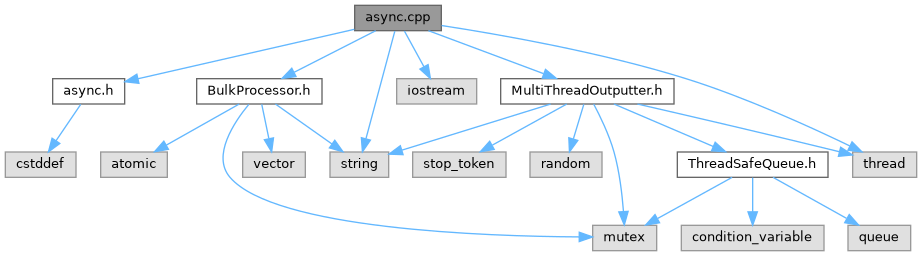 async.cpp
async.h
BulkProcessor.h
iostream
MultiThreadOutputter.h
cstddef
atomic
vector
string
stop_token
random
ThreadSafeQueue.h
thread
mutex
condition_variable
queue